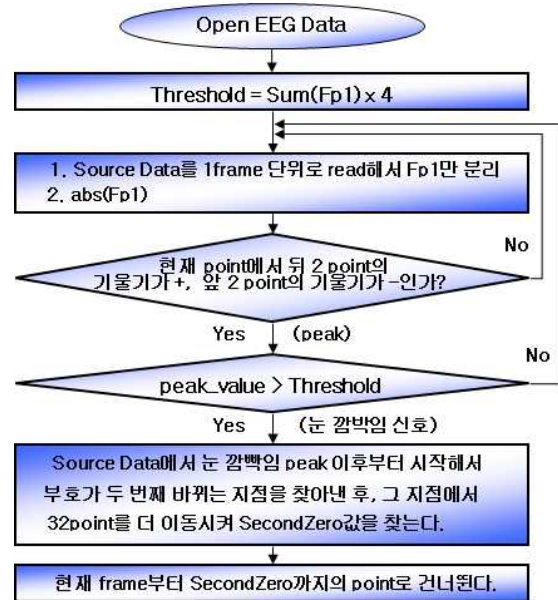 Open EEG Data
Threshold = Sum(Fp1) x 4
1. Source Data를 1frame 단위로 read해서 Fp1만 분리
2. abs(Fp1)
현재 point에서 뒤 2 point의
기울기가 +, 앞 2 point의 기울기가 -인가?
No
Yes (peak)
No
peak_value > Threshold
Yes (눈 깜박임 신호)
Source Data에서 눈 깜빡임 peak 이후부터 시작해서
부호가 두 번째 바뀌는 지점을 찾아낸 후, 그 지점에서
32point를 더 이동시켜 SecondZero값을 찾는다.
현재 frame부터 SecondZero까지의 point로 건너뛴다.